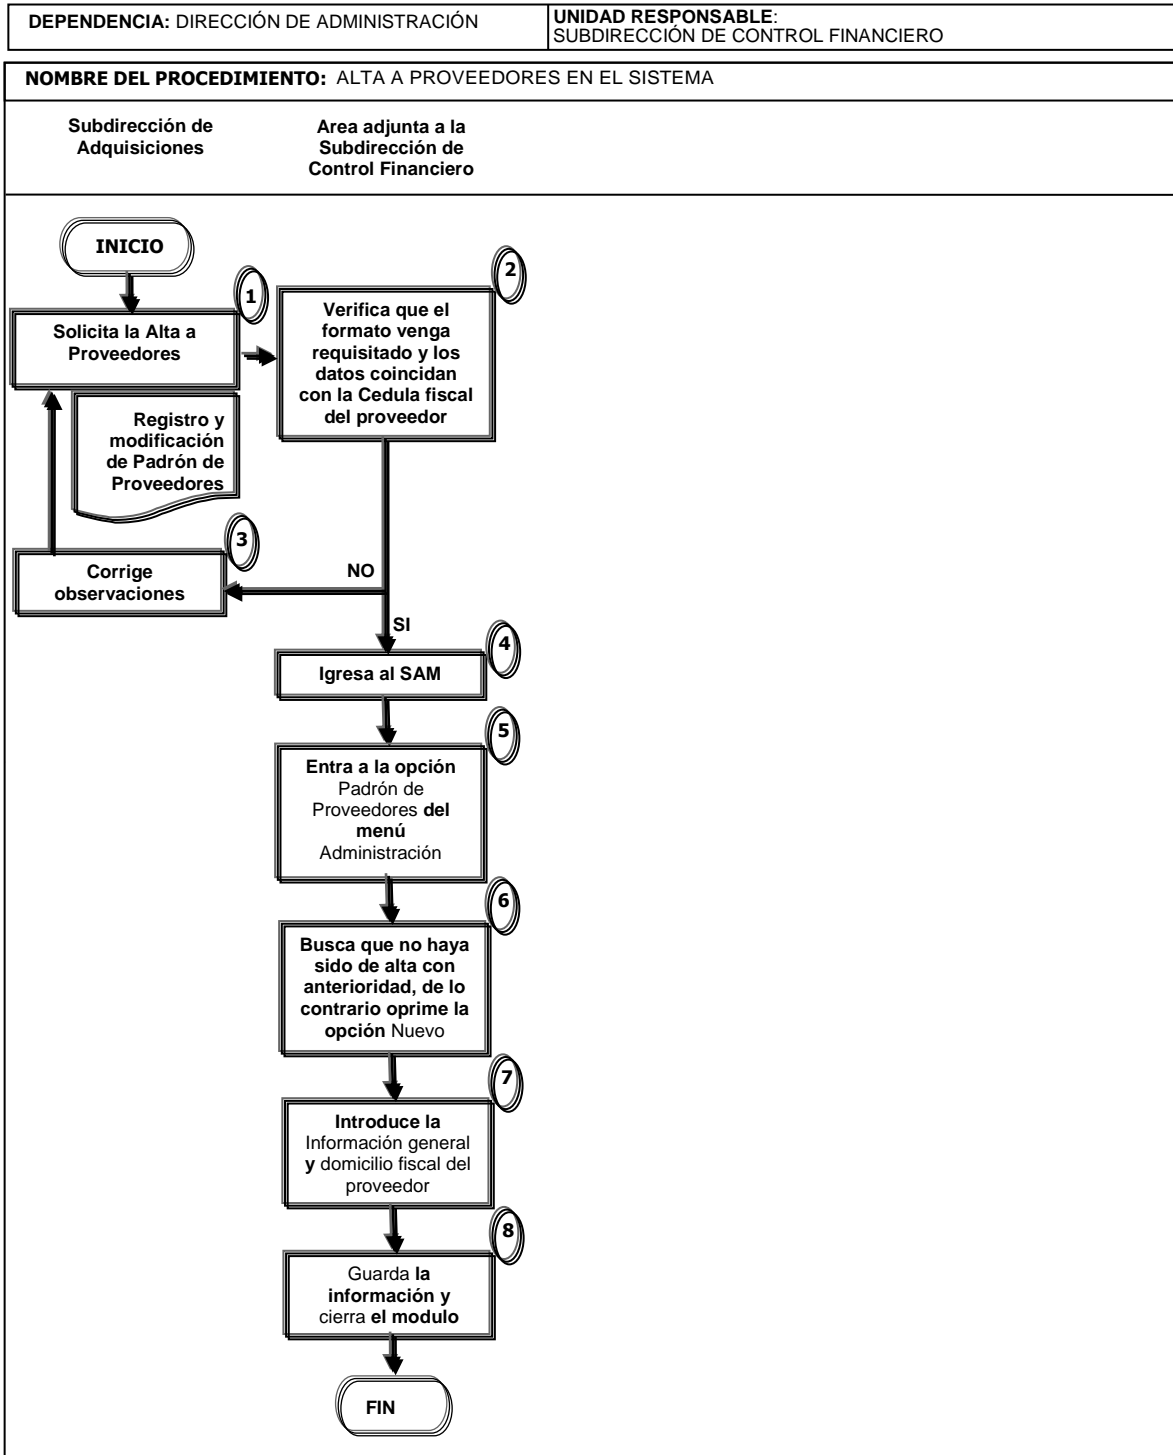 DEPENDENCIA: DIRECCIÓN DE ADMINISTRACIÓN
UNIDAD RESPONSABLE:
SUBDIRECCIÓN DE CONTROL FINANCIERO
NOMBRE DEL PROCEDIMIENTO: ALTA A PROVEEDORES EN EL SISTEMA
Subdirección de
Adquisiciones
Area adjunta a la
Subdirección de
Control Financiero
INICIO
1
Solicita la Alta a
Proveedores
Registro y
modificación
de Padrón de
Proveedores
2
Verifica que el
formato venga
requisitado y los
datos coincidan
con la Cedula fiscal
del proveedor
3
Corrige
observaciones
NO
SI
4
Igresa al SAM
5
Entra a la opción
Padrón de
Proveedores del
menú
Administración
6
Busca que no haya
sido de alta con
anterioridad, de lo
contrario oprime la
opción Nuevo
7
Introduce la
Información general
y domicilio fiscal del
proveedor
8
Guarda la
información y
cierra el modulo
FIN